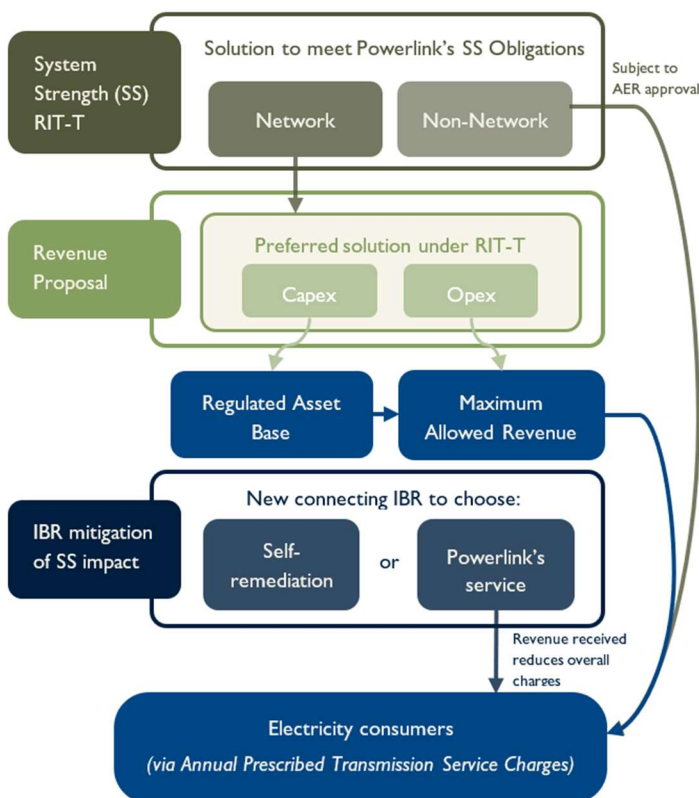 System
Strength (SS)
RIT-T
Solution to meet Powerlink's SS Obligations
Network
Non-Network
Subject to
AER approval
Revenue
Proposal
Preferred solution under RIT-T
Capex
Opex
Regulated Asset
Base
Maximum
Allowed Revenue
IBR mitigation
of SS impact
New connecting IBR to choose:
Self-
remediation
or
Powerlink's
service
Revenue received
reduces overall
charges
Electricity consumers
(via Annual Prescribed Transmission Service Charges)